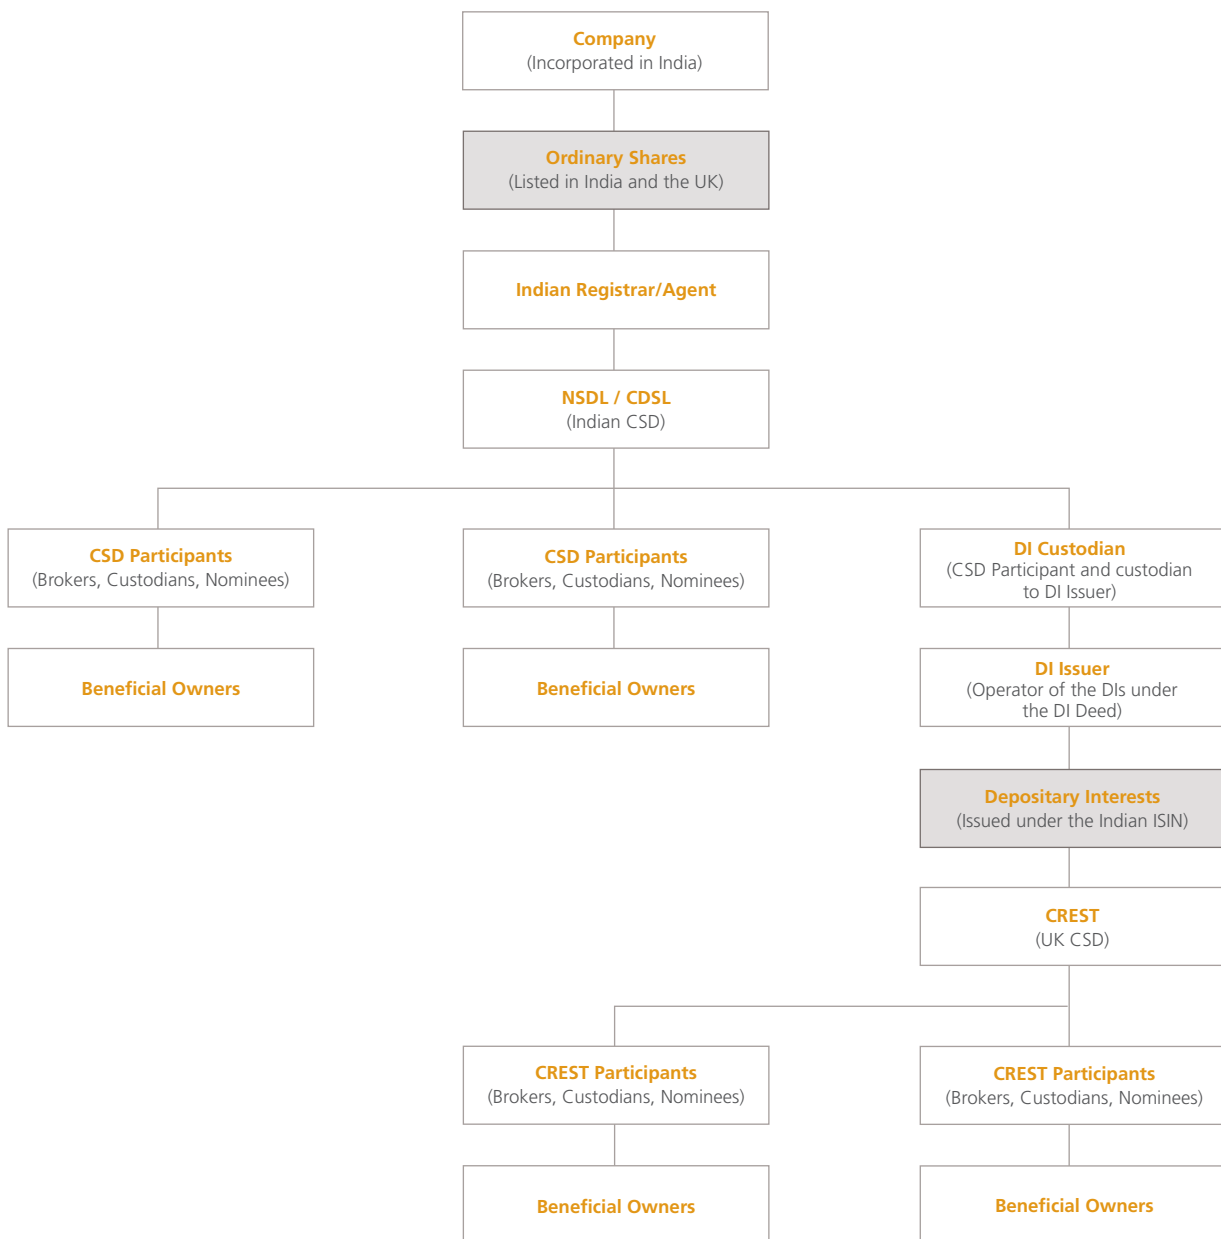 Company
(Incorporated in India)
Ordinary Shares
(Listed in India and the UK)
Indian Registrar/Agent
NSDL / CDSL
(Indian CSD)
CSD Participants
(Brokers, Custodians, Nominees)
CSD Participants
(Brokers, Custodians, Nominees)
DI Custodian
(CSD Participant and custodian
to DI Issuer)
Beneficial Owners
Beneficial Owners
DI Issuer
(Operator of the DIs under
the DI Deed)
Depositary Interests
(Issued under the Indian ISIN)
CREST
(UK CSD)
CREST Participants
(Brokers, Custodians, Nominees)
CREST Participants
(Brokers, Custodians, Nominees)
Beneficial Owners
Beneficial Owners